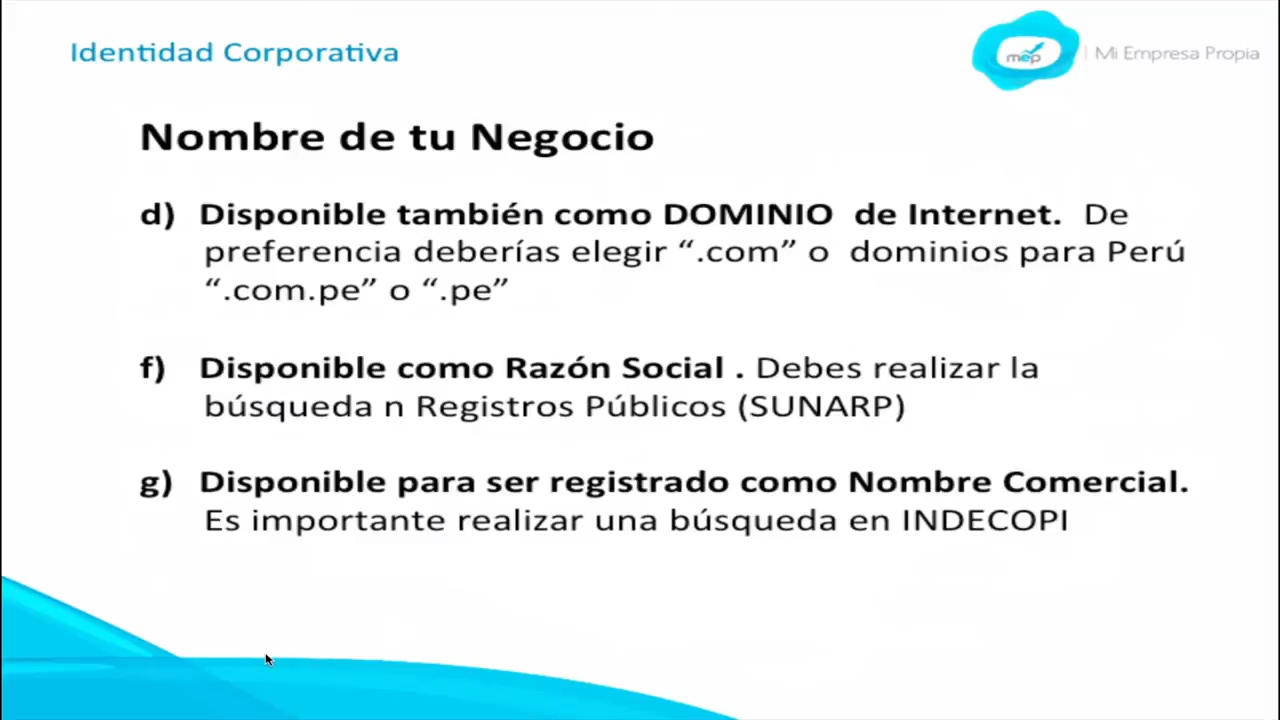 Identidad Corporativa
mep
Mi Empresa Propia
Nombre de tu Negocio
d) Disponible también como DOMINIO de Internet. De
preferencia deberías elegir “.com” o dominios para Perú
“.com.pe” o “.pe”
f) Disponible como Razón Social . Debes realizar la
búsqueda n Registros Públicos (SUNARP)
g) Disponible para ser registrado como Nombre Comercial.
Es importante realizar una búsqueda en INDECOPI